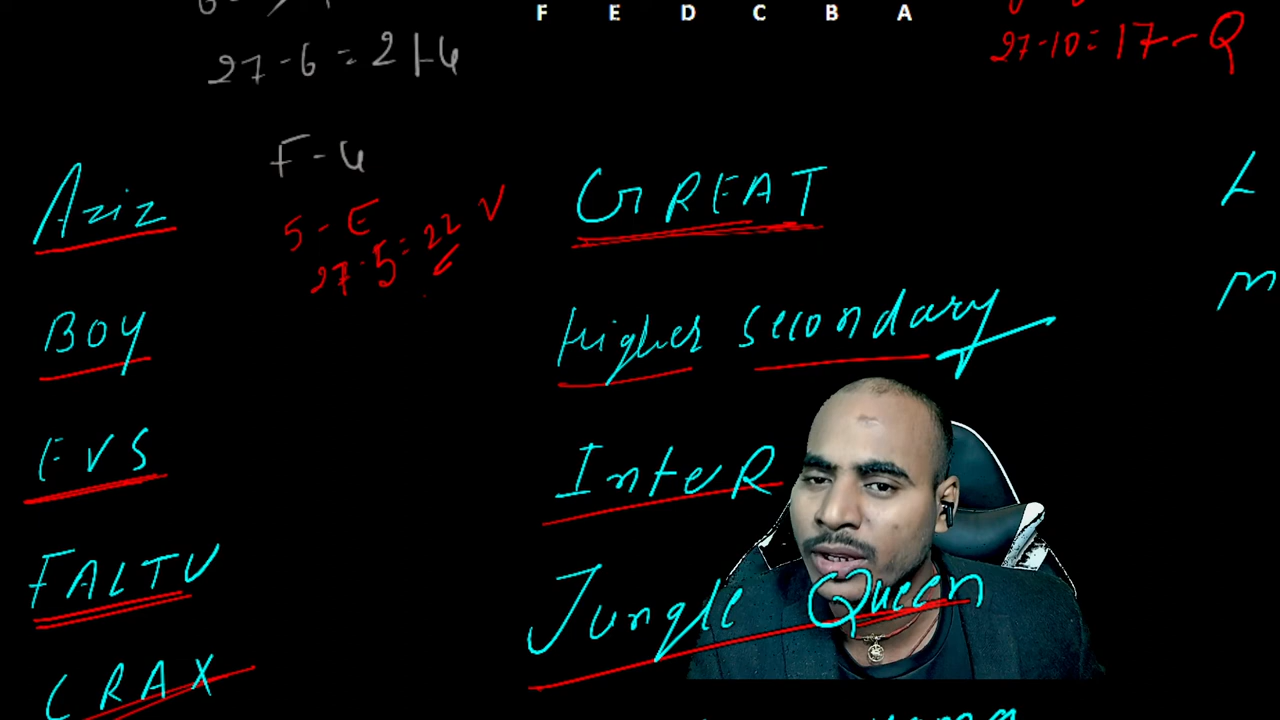 F E D C B A
27-6=21-U
27-10=17-Q
F-U
Aziz
GREAT
L
5-E
27-5=22 V
BOY
Higher Secondary
M
EVS
InteR
FALTU
Jungle Queen
CRAX